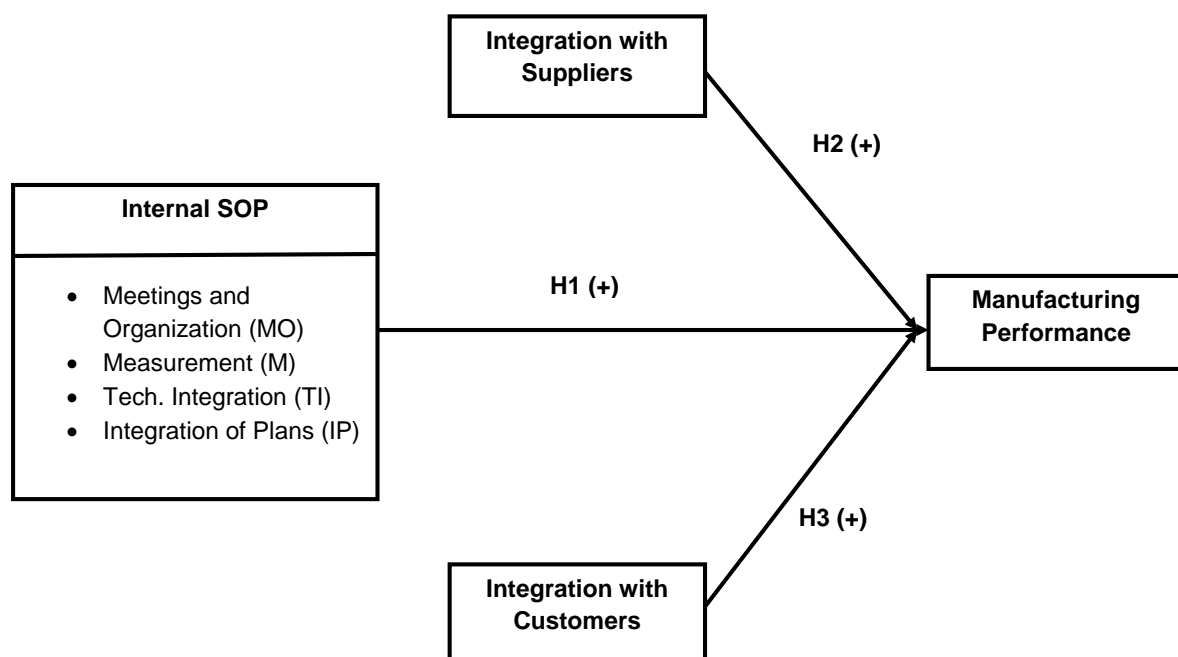 Integration with
Suppliers
H2 (+)
Internal SOP
• Meetings and
Organization (MO)
• Measurement (M)
• Tech. Integration (TI)
• Integration of Plans (IP)
H1 (+)
Manufacturing
Performance
H3 (+)
Integration with
Customers